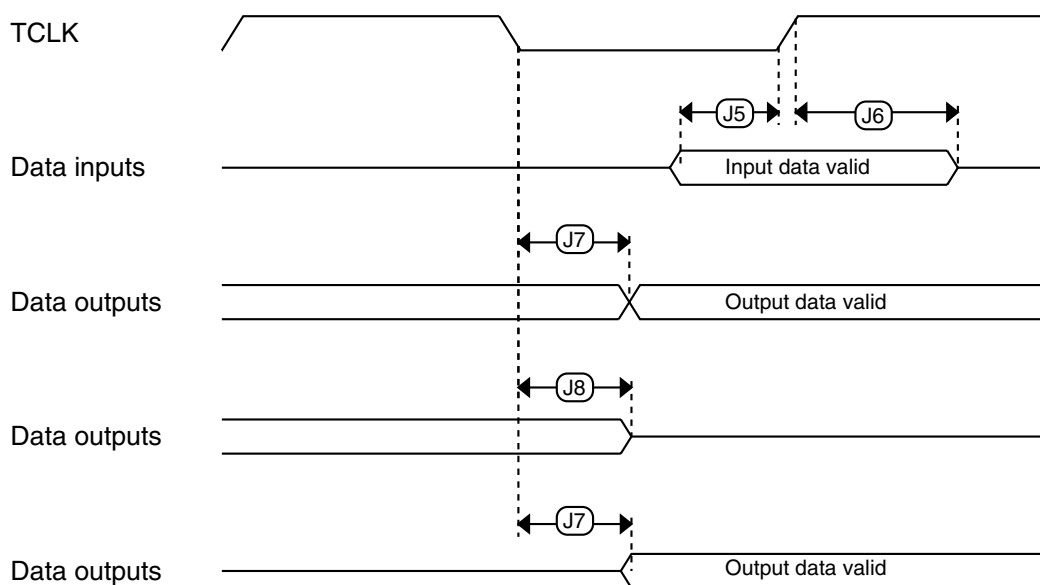 TCLK
J5
J6
Data inputs
Input data valid
J7
Data outputs
Output data valid
J8
Data outputs
J7
Data outputs
Output data valid